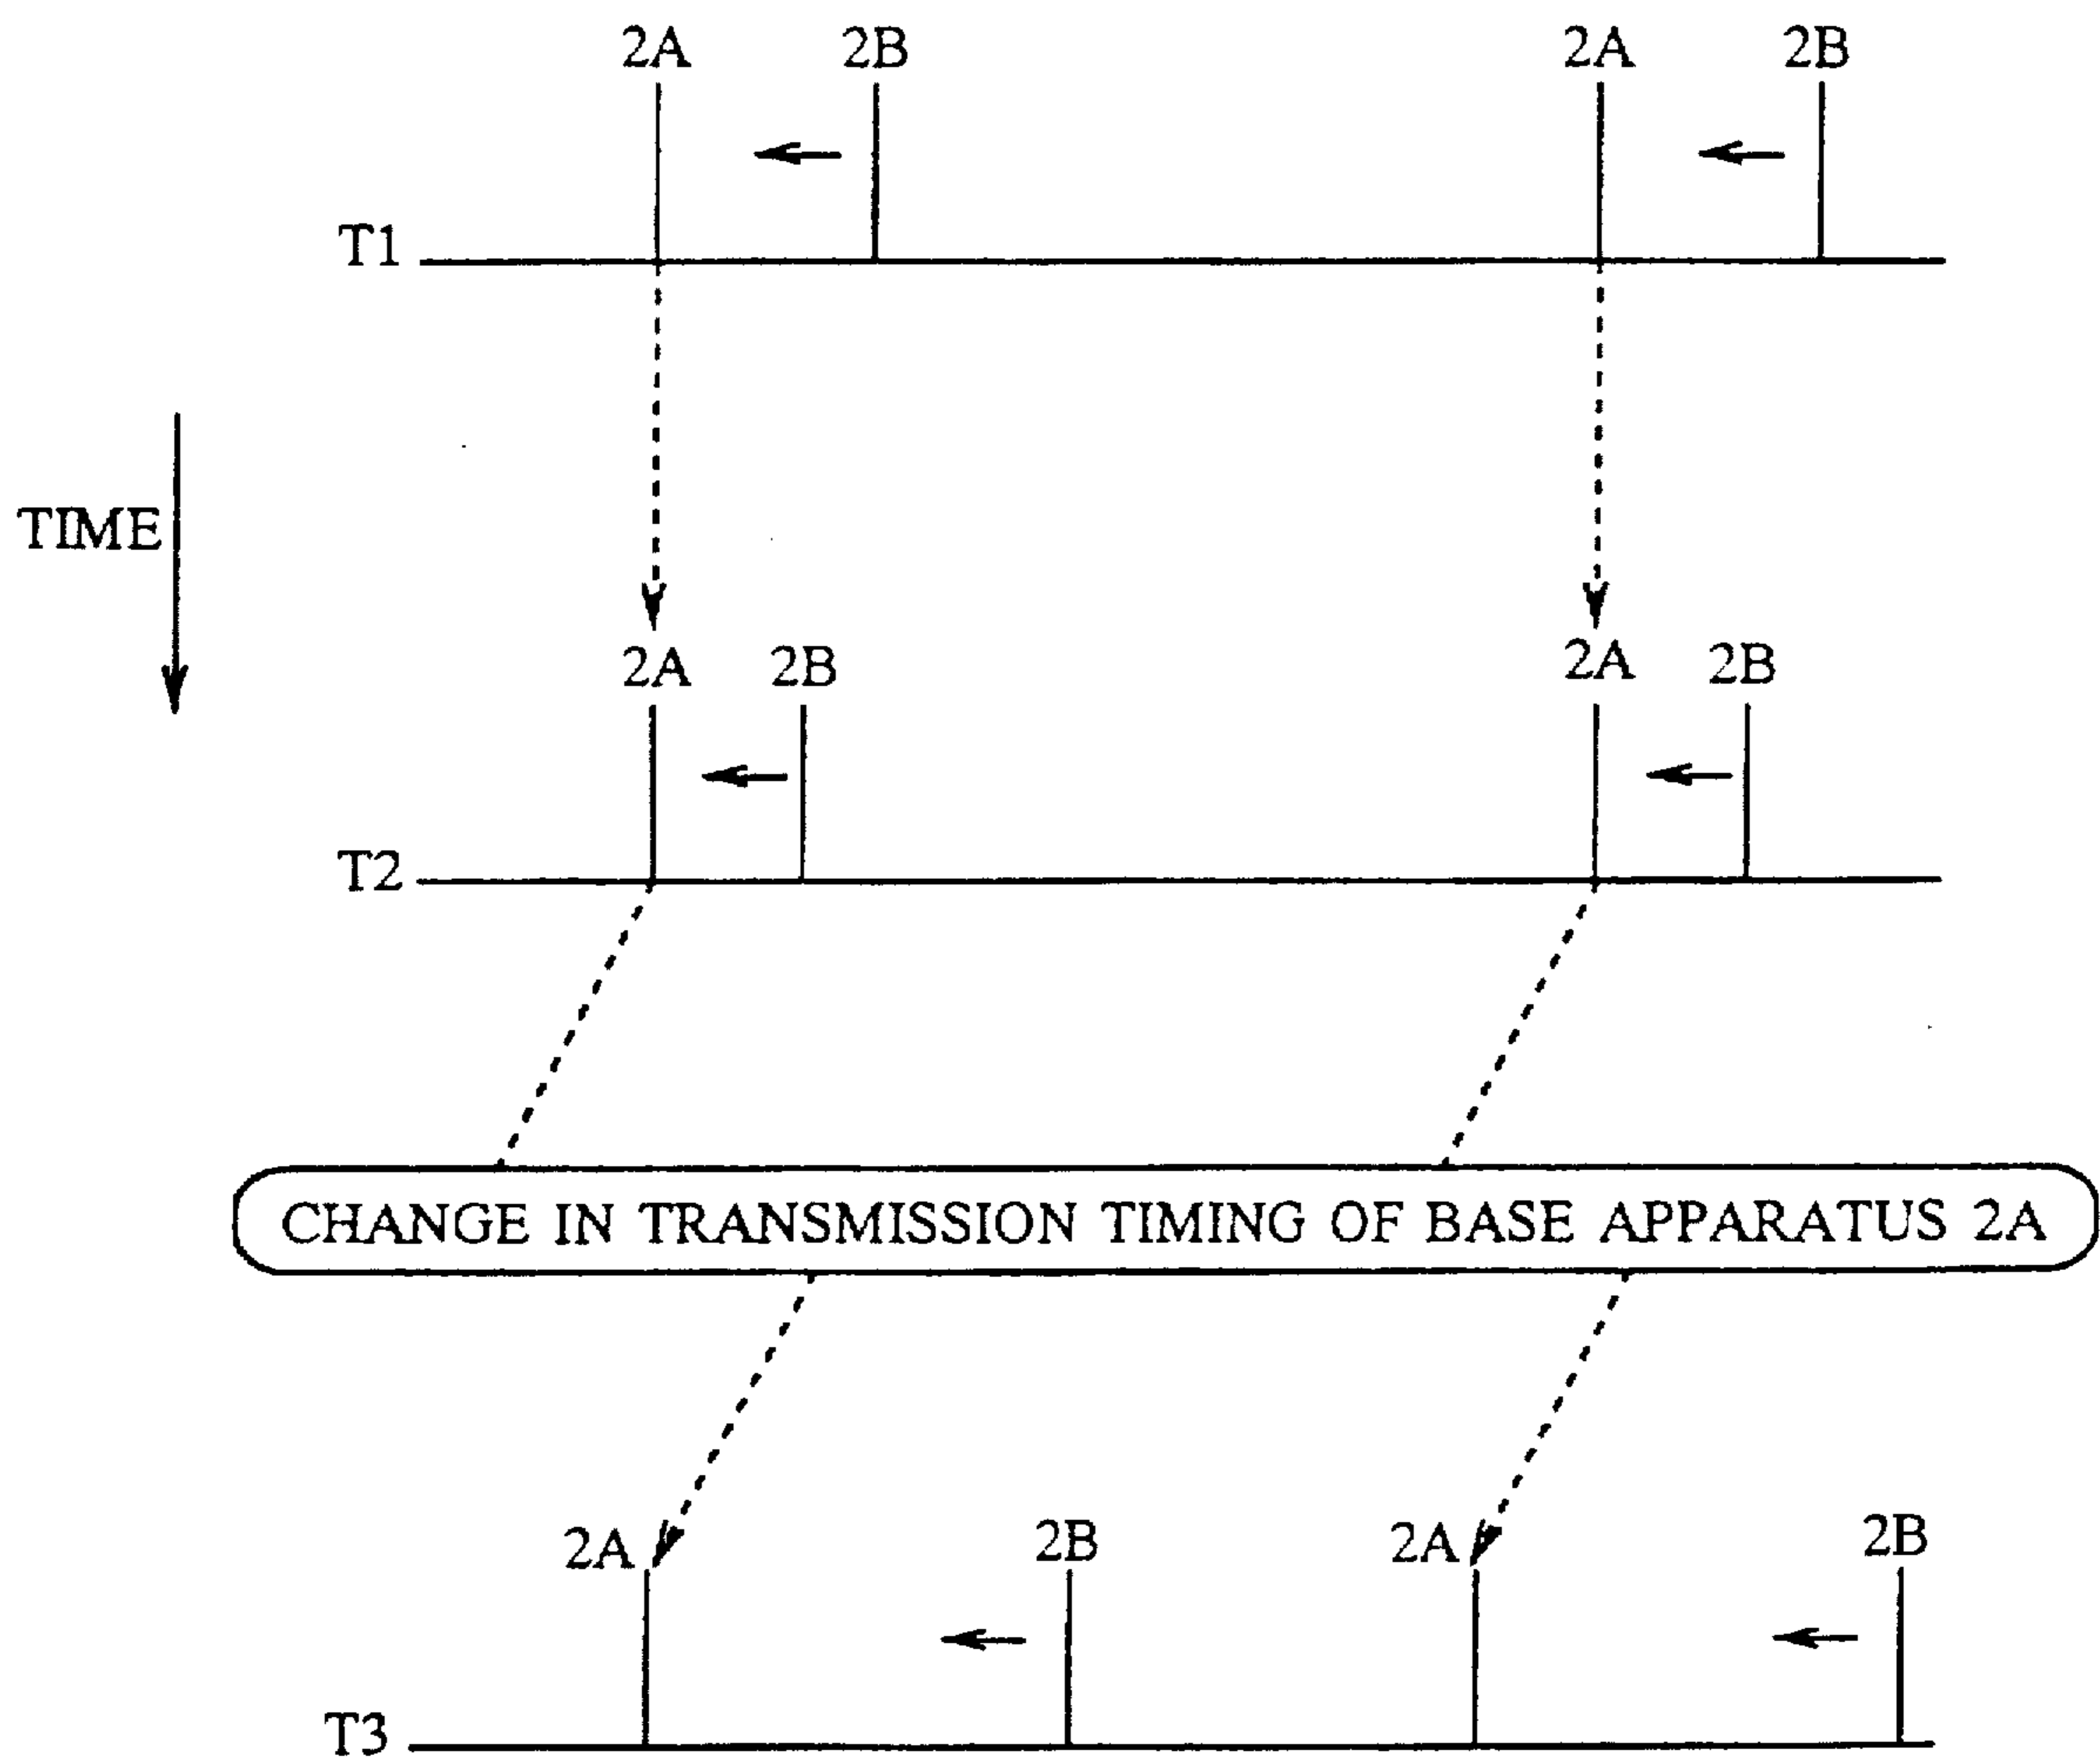 2A 2B 2A 2B
T1
TIME
2A 2B 2A 2B
T2
CHANGE IN TRANSMISSION TIMING OF BASE APPARATUS 2A
2A 2B 2A 2B
T3